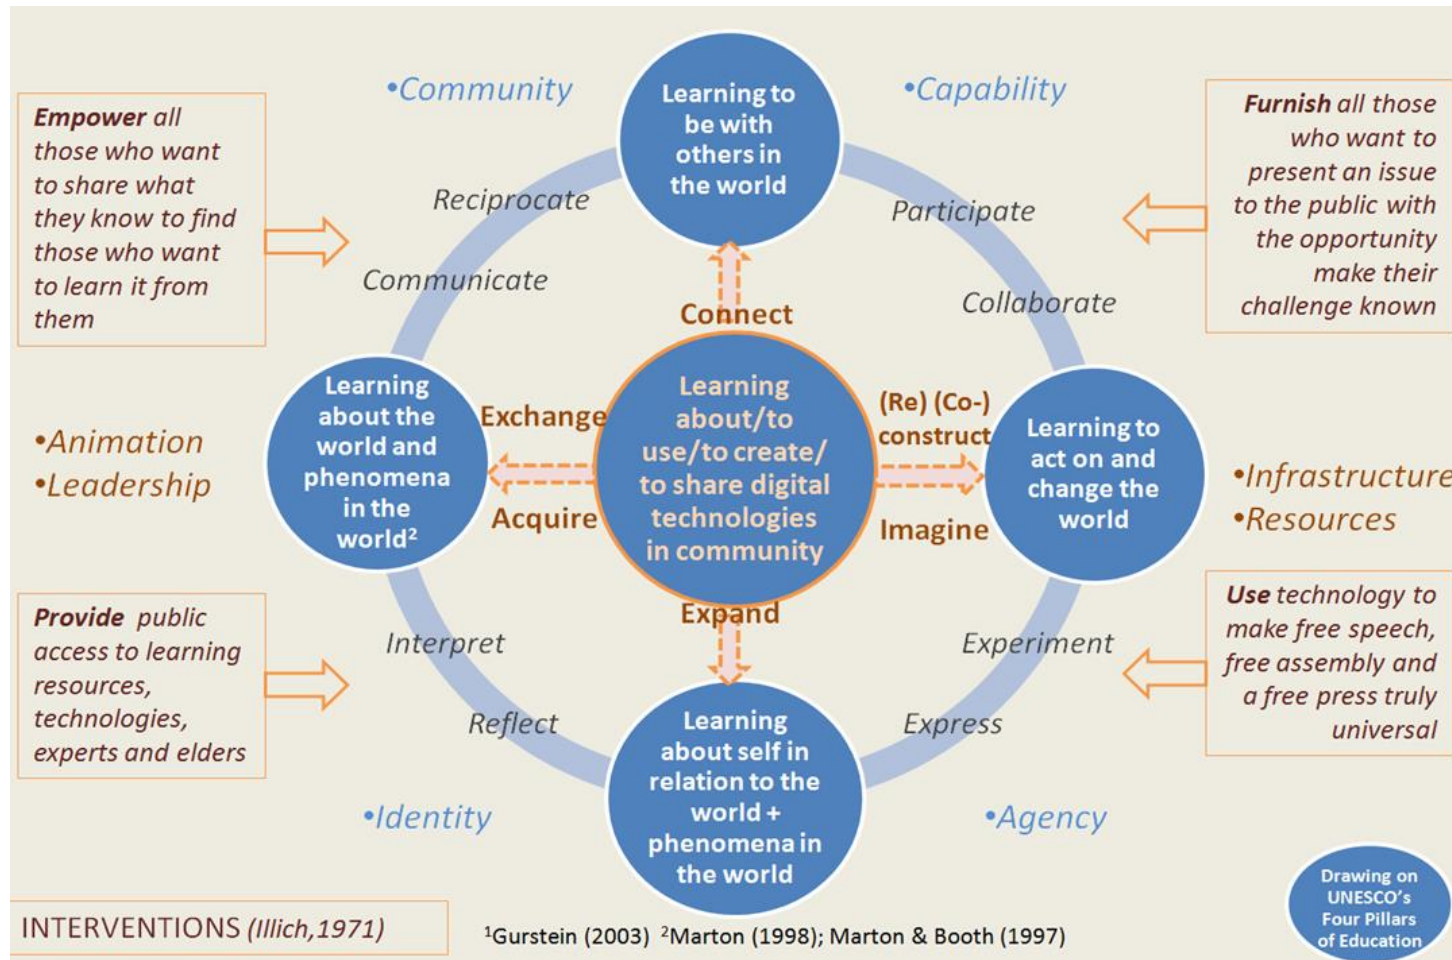 •Community
•Capability
Learning to
be with
others in
the world
Empower all
those who want
to share what
they know to find
those who want
to learn it from
them
Furnish all those
who want to
present an issue
to the public with
the opportunity
make their
challenge known
Reciprocate
Communicate
Participate
Collaborate
Connect
Learning
about the
world and
phenomena
in the
world²
Exchange
Acquire
Learning
about/to
use/to create/
to share digital
technologies
in community
(Re) (Co-)
construct
Imagine
Learning to
act on and
change the
world
•Animation
•Leadership
•Infrastructure
•Resources
Provide public
access to learning
resources,
technologies,
experts and elders
Use technology to
make free speech,
free assembly and
a free press truly
universal
Interpret
Reflect
Expand
Experiment
Express
Learning
about self in
relation to the
world +
phenomena in
the world
•Identity
•Agency
INTERVENTIONS (Illich,1971)
¹Gurstein (2003) ²Marton (1998); Marton & Booth (1997)
Drawing on
UNESCO's
Four Pillars
of Education